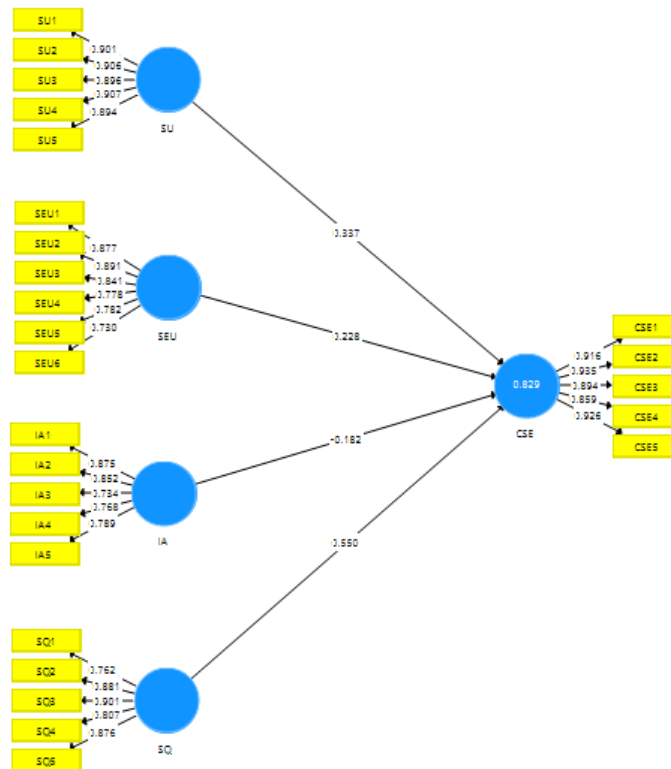 SU1
SU2
SU3
SU4
SU5
0.901
0.906
0.896
0.907
0.894
SU
0.337
SEU1
SEU2
SEU3
SEU4
SEU5
SEU6
0.877
0.891
0.841
0.778
0.782
0.730
SEU
0.228
IA1
IA2
IA3
IA4
IA5
0.875
0.852
0.734
0.768
0.789
IA
-0.182
SQ1
SQ2
SQ3
SQ4
SQ5
0.762
0.881
0.901
0.807
0.876
SQ
0.550
0.829
CSE
0.916
0.935
0.894
0.859
0.926
CSE1
CSE2
CSE3
CSE4
CSE5